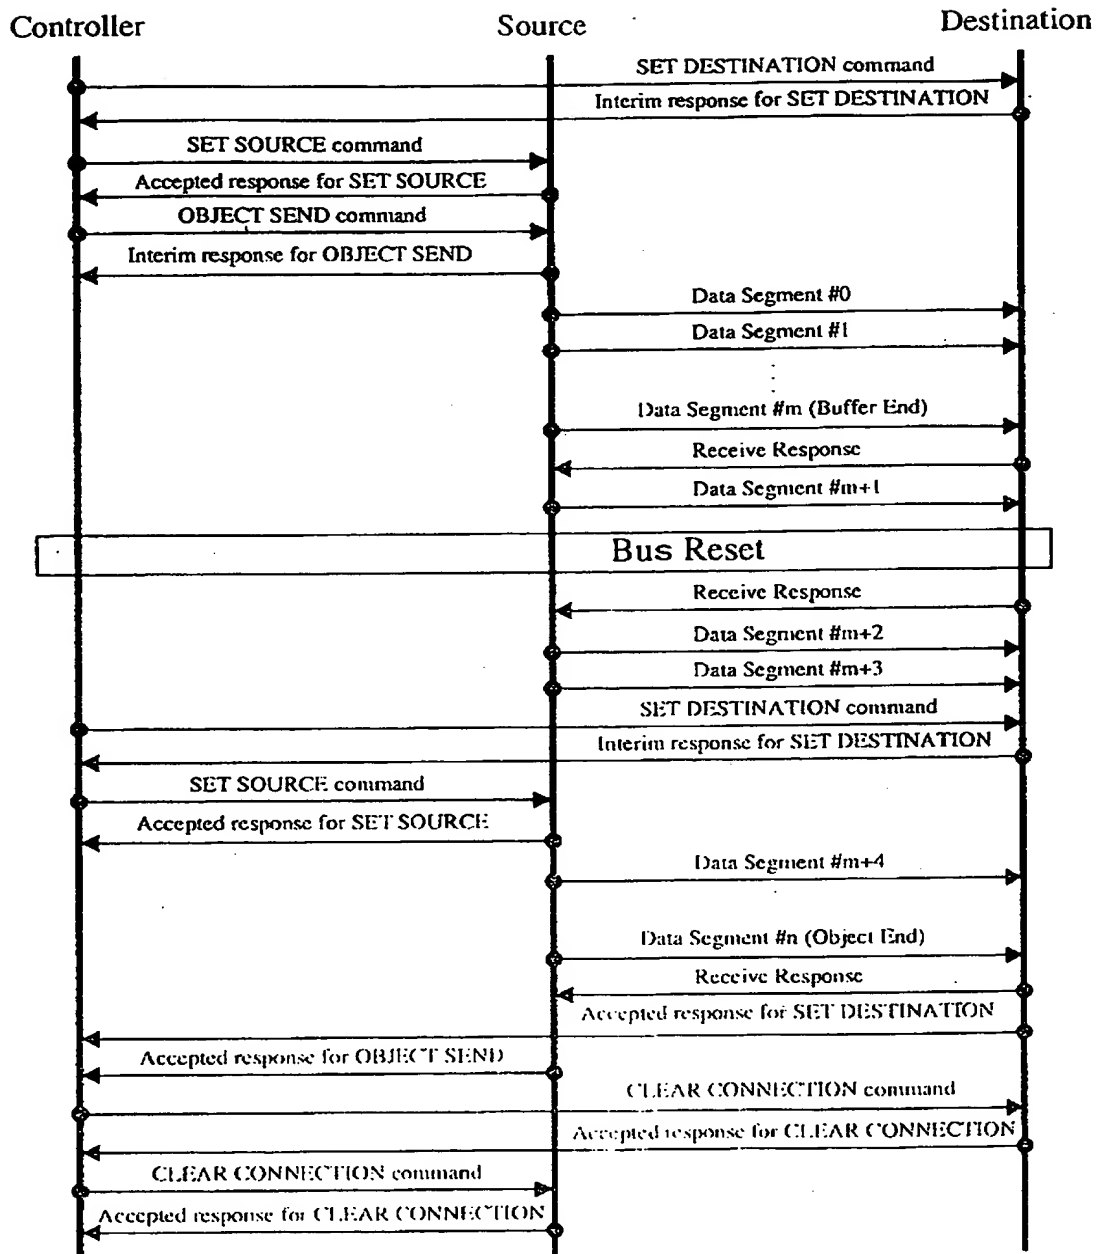 Controller Source Destination
SET DESTINATION command
Interim response for SET DESTINATION
SET SOURCE command
Accepted response for SET SOURCE
OBJECT SEND command
Interim response for OBJECT SEND
Data Segment #0
Data Segment #1
Data Segment #m (Buffer End)
Receive Response
Data Segment #m+1
Bus Reset
Receive Response
Data Segment #m+2
Data Segment #m+3
SET DESTINATION command
Interim response for SET DESTINATION
SET SOURCE command
Accepted response for SET SOURCE
Data Segment #m+4
Data Segment #n (Object End)
Receive Response
Accepted response for SET DESTINATION
Accepted response for OBJECT SEND
CLEAR CONNECTION command
Accepted response for CLEAR CONNECTION
CLEAR CONNECTION command
Accepted response for CLEAR CONNECTION